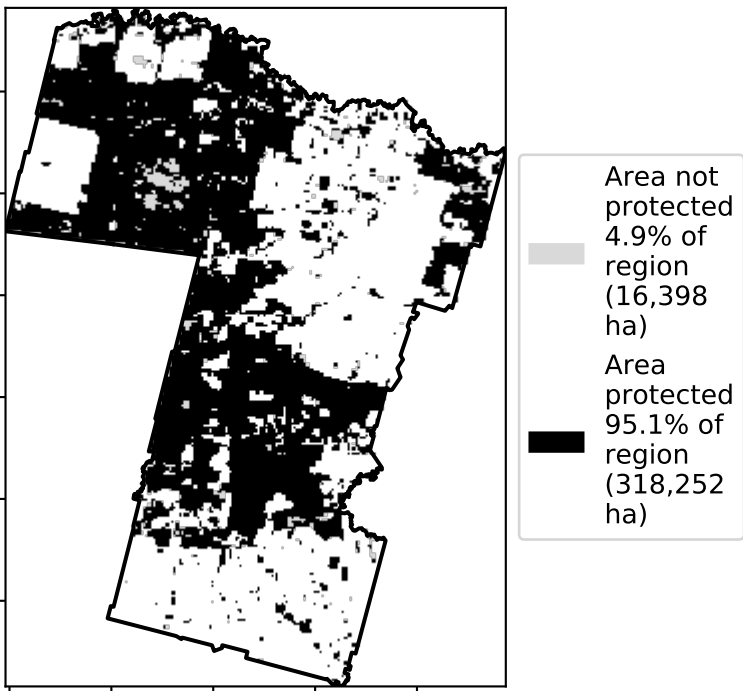 Area not
protected
4.9% of
region
(16,398
ha)
Area
protected
95.1% of
region
(318,252
ha)